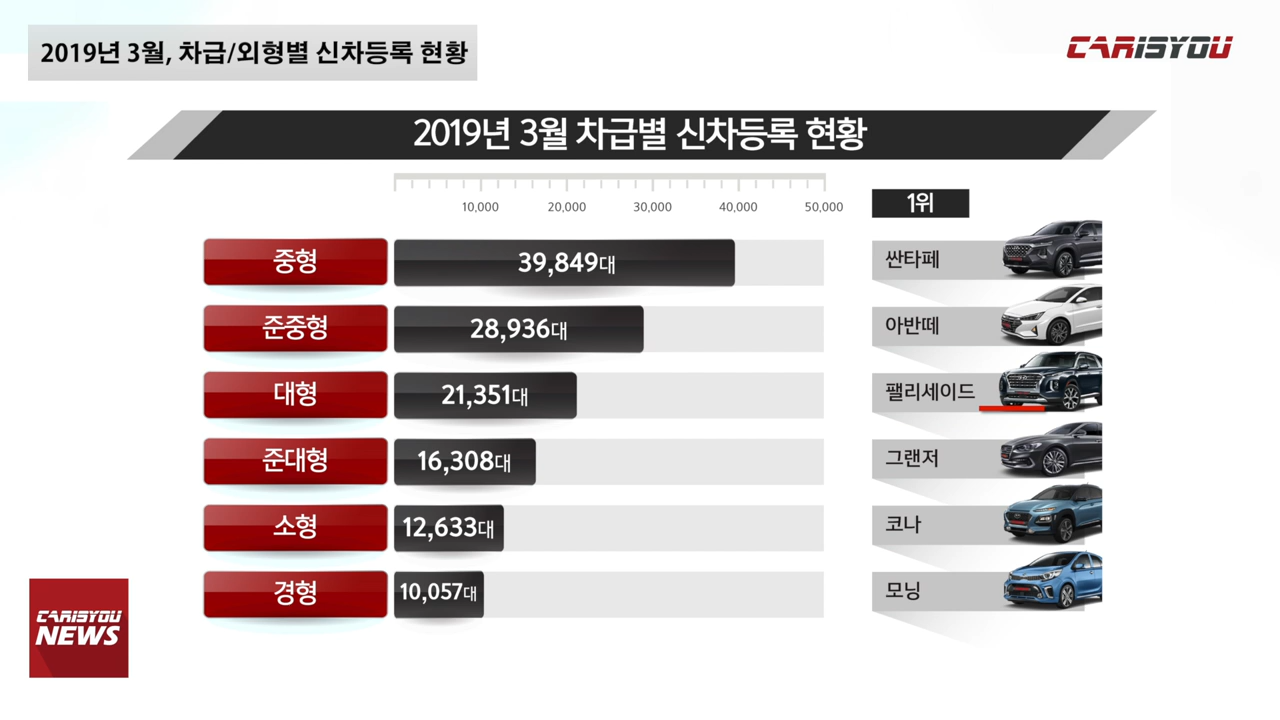 2019년 3월, 차급/외형별 신차등록 현황
CARISYOU
2019년 3월 차급별 신차등록 현황
10,000 20,000 30,000 40,000 50,000
1위
중형 39,849대 싼타페
준중형 28,936대 아반떼
대형 21,351대 팰리세이드
준대형 16,308대 그랜저
소형 12,633대 코나
경형 10,057대 모닝
CARISYOU
NEWS